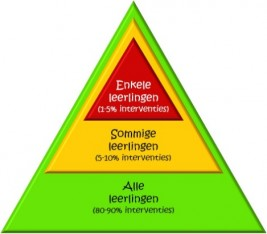 Enkele
leerlingen
(1-5% interventies)
Sommige
leerlingen
(5-10% interventies)
Alle
leerlingen
(80-90% interventies)